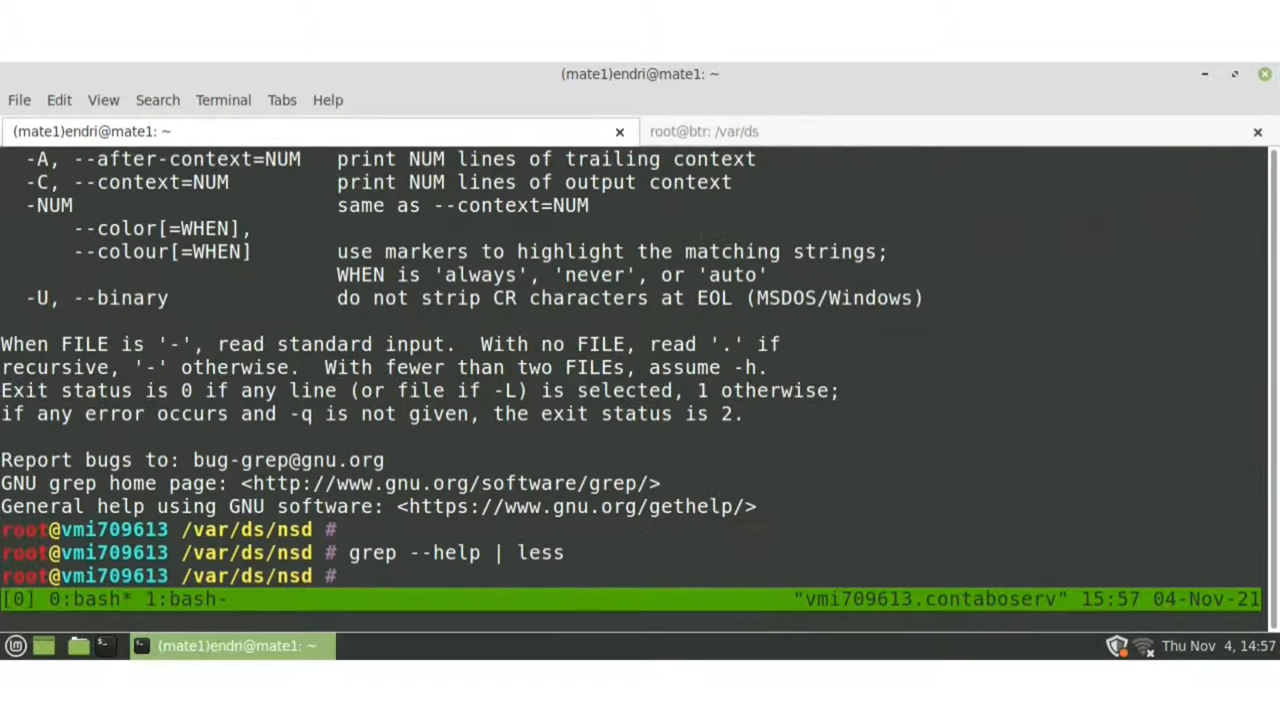 (mate1)endri@mate1: ~
File Edit View Search Terminal Tabs Help
(mate1)endri@mate1: ~ root@btr: /var/ds
-A, --after-context=NUM print NUM lines of trailing context
-C, --context=NUM print NUM lines of output context
-NUM same as --context=NUM
--color[=WHEN],
--colour[=WHEN] use markers to highlight the matching strings;
WHEN is 'always', 'never', or 'auto'
-U, --binary do not strip CR characters at EOL (MSDOS/Windows)
When FILE is '-', read standard input. With no FILE, read '.' if
recursive, '-' otherwise. With fewer than two FILEs, assume -h.
Exit status is 0 if any line (or file if -L) is selected, 1 otherwise;
if any error occurs and -q is not given, the exit status is 2.
Report bugs to: bug-grep@gnu.org
GNU grep home page: <http://www.gnu.org/software/grep/>
General help using GNU software: <https://www.gnu.org/gethelp/>
root@vmi709613 /var/ds/nsd #
root@vmi709613 /var/ds/nsd # grep --help | less
root@vmi709613 /var/ds/nsd #
[0] 0:bash* 1:bash- "vmi709613.contaboserv" 15:57 04-Nov-21
(mate1)endri@mate1: ~ Thu Nov 4, 14:57